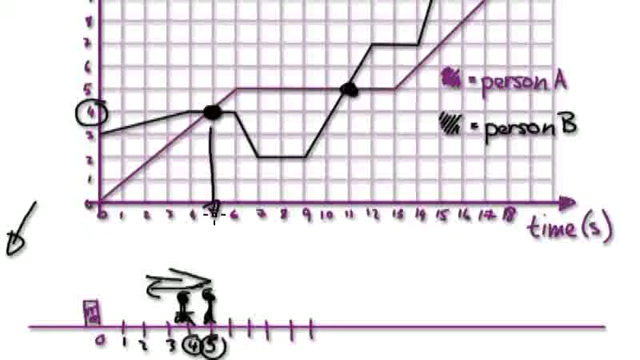 7
6
= person A
5
4
= person B
3
2
1
0
0 1 2 3 4 6 7 8 9 10 11 12 13 14 15 16 17 18
time (s)
0 1 2 3 4 5